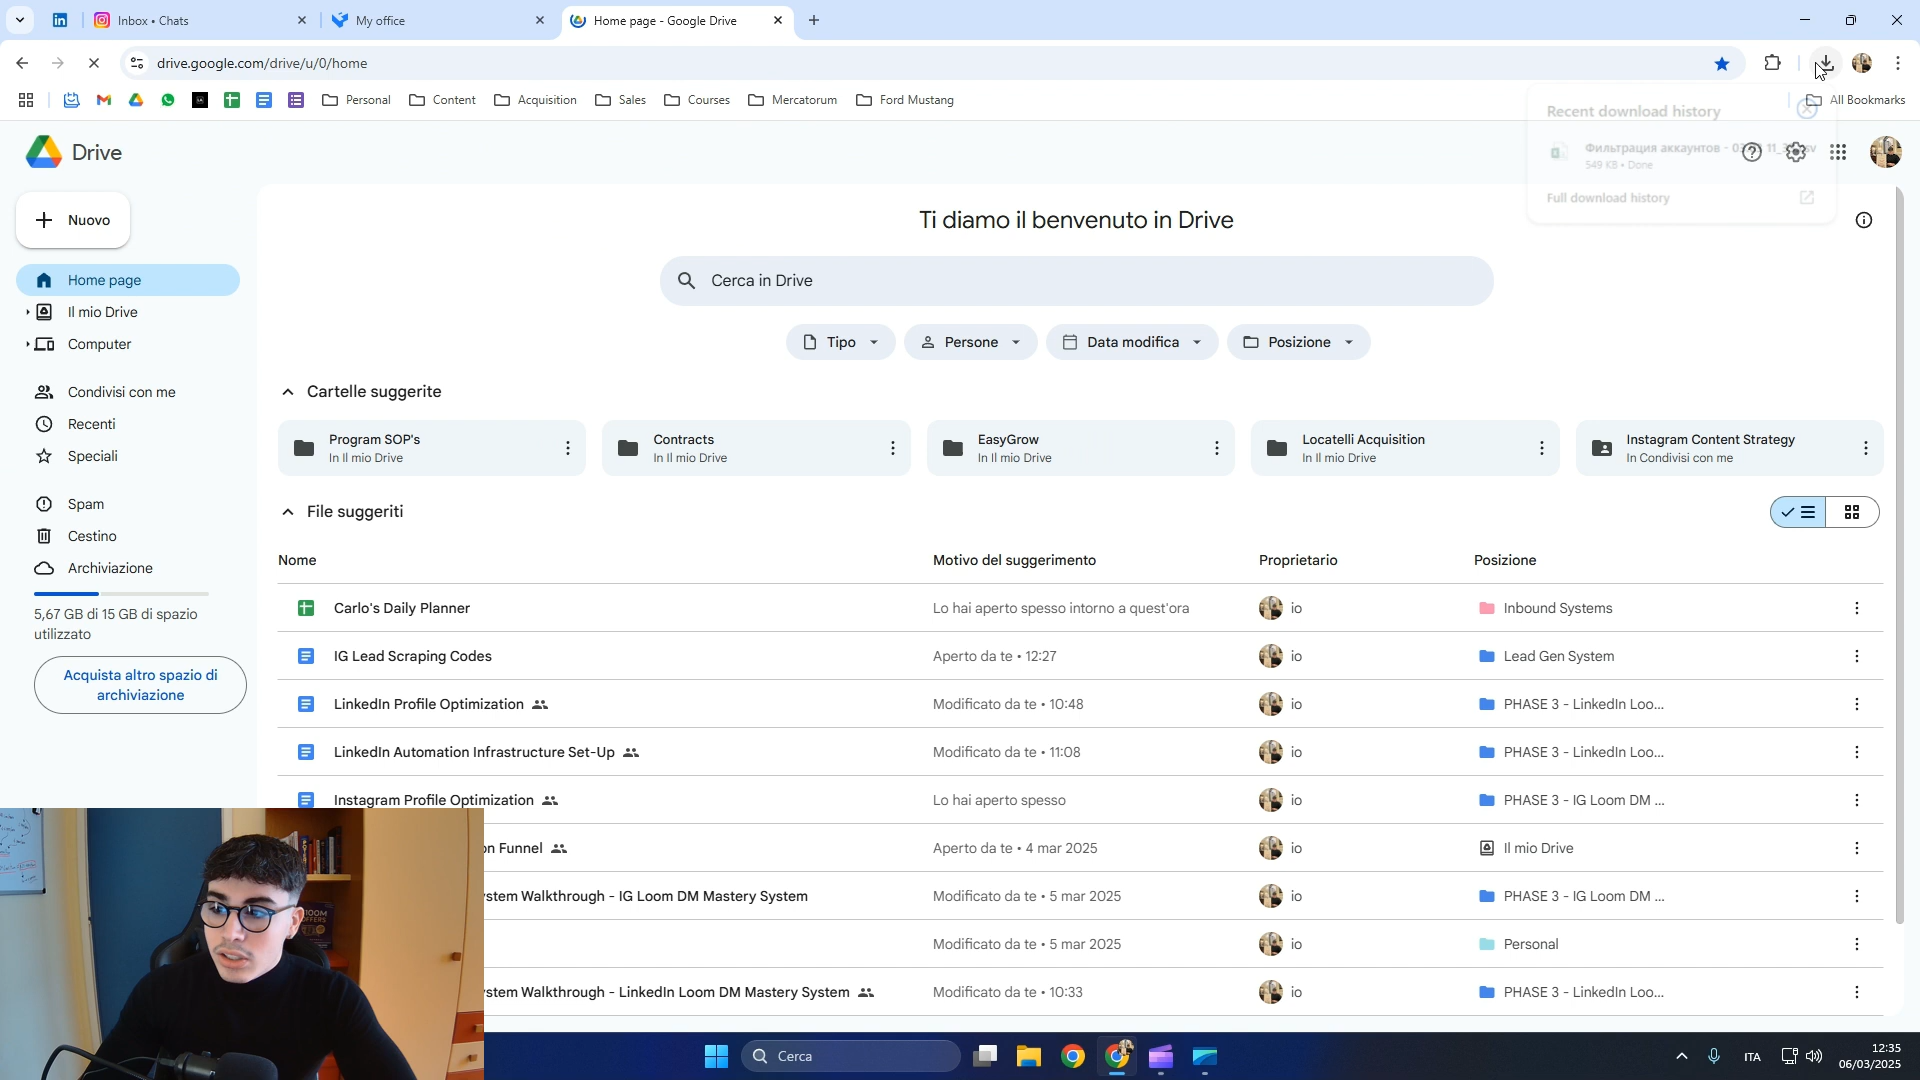 Inbox • Chats
My office
Home page - Google Drive
drive.google.com/drive/u/0/home
Personal
Content
Acquisition
Sales
Courses
Mercatorum
Ford Mustang
All Bookmarks
Recent download history
Фильтрация аккаунтов - 03
549 KB • Done
Full download history
Drive
Nuovo
Home page
Il mio Drive
Computer
Condivisi con me
Recenti
Speciali
Spam
Cestino
Archiviazione
5,67 GB di 15 GB di spazio
utilizzato
Acquista altro spazio di
archiviazione
Ti diamo il benvenuto in Drive
Cerca in Drive
Tipo
Persone
Data modifica
Posizione
Cartelle suggerite
Program SOP's
In Il mio Drive
Contracts
In Il mio Drive
EasyGrow
In Il mio Drive
Locatelli Acquisition
In Il mio Drive
Instagram Content Strategy
In Condivisi con me
File suggeriti
Nome Motivo del suggerimento Proprietario Posizione
Carlo's Daily Planner Lo hai aperto spesso intorno a quest'ora io Inbound Systems
IG Lead Scraping Codes Aperto da te • 12:27 io Lead Gen System
LinkedIn Profile Optimization Modificato da te • 10:48 io PHASE 3 - LinkedIn Loo...
LinkedIn Automation Infrastructure Set-Up Modificato da te • 11:08 io PHASE 3 - LinkedIn Loo...
Instagram Profile Optimization Lo hai aperto spesso io PHASE 3 - IG Loom DM ...
on Funnel Aperto da te • 4 mar 2025 io Il mio Drive
ystem Walkthrough - IG Loom DM Mastery System Modificato da te • 5 mar 2025 io PHASE 3 - IG Loom DM ...
Modificato da te • 5 mar 2025 io Personal
ystem Walkthrough - LinkedIn Loom DM Mastery System Modificato da te • 10:33 io PHASE 3 - LinkedIn Loo...
Cerca
ITA
12:35
06/03/2025